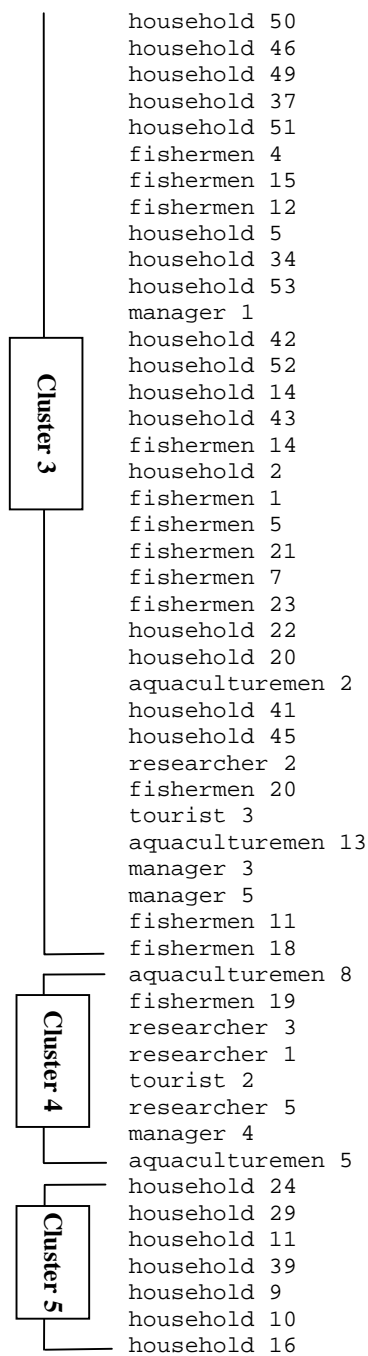 household 50
household 46
household 49
household 37
household 51
fishermen 4
fishermen 15
fishermen 12
household 5
household 34
household 53
manager 1
household 42
household 52
household 14
household 43
fishermen 14
household 2
fishermen 1
fishermen 5
fishermen 21
fishermen 7
fishermen 23
household 22
household 20
aquaculturemen 2
household 41
household 45
researcher 2
fishermen 20
tourist 3
aquaculturemen 13
manager 3
manager 5
fishermen 11
fishermen 18
Cluster 3
aquaculturemen 8
fishermen 19
researcher 3
researcher 1
tourist 2
researcher 5
manager 4
aquaculturemen 5
Cluster 4
household 24
household 29
household 11
household 39
household 9
household 10
household 16
Cluster 5